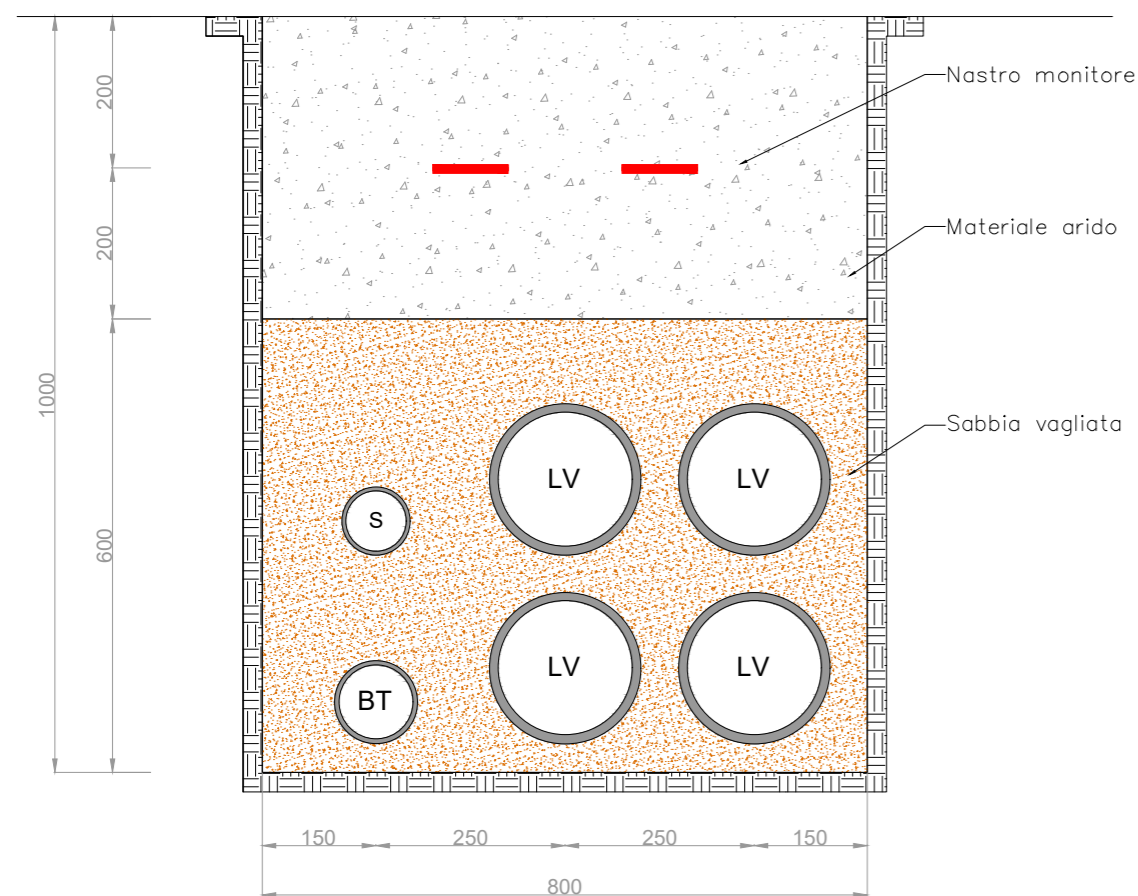 200
Nastro monitore
200
Materiale arido
1000
600
Sabbia vagliata
LV
LV
S
LV
LV
BT
150
250
250
150
800